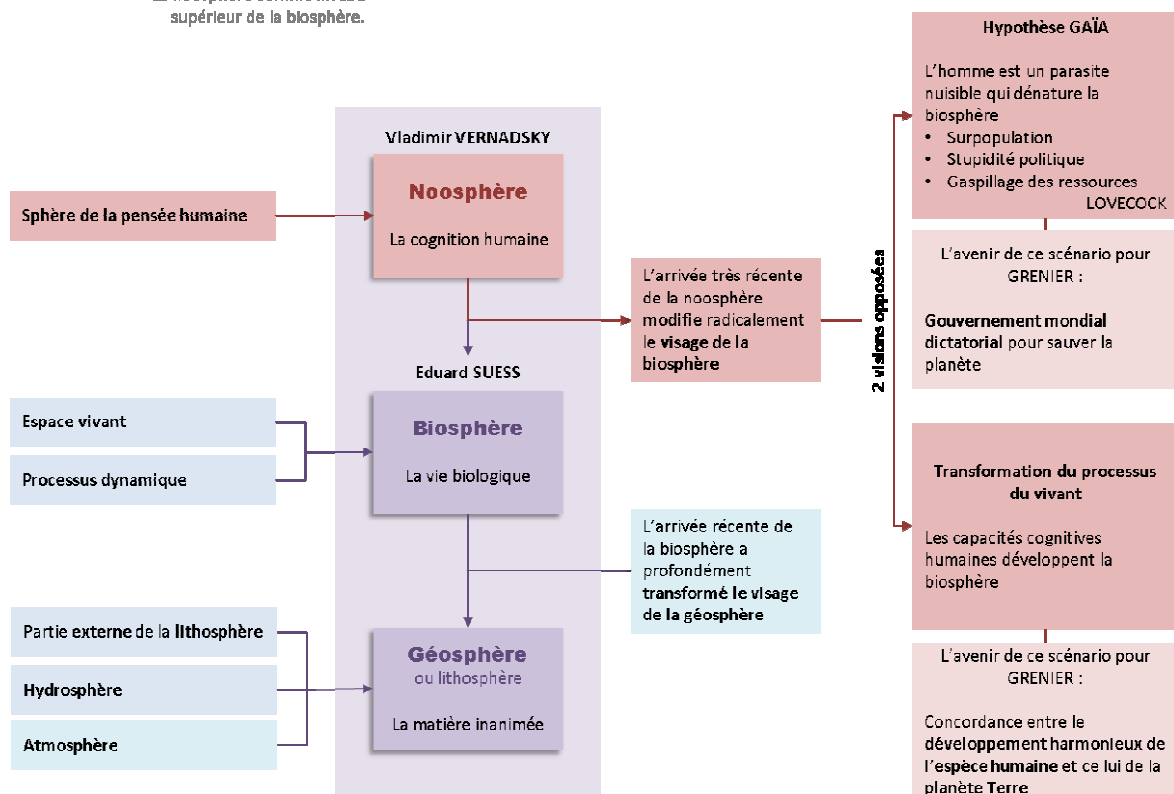 supérieur de la biosphère.
Vladimir VERNADSKY
Noosphère
La cognition humaine
Sphère de la pensée humaine
L'arrivée très récente
de la noosphère
modifie radicalement
le visage de la
biosphère
2 visions opposées
Hypothèse GAÏA
L'homme est un parasite
nuisible qui dénature la
biosphère
• Surpopulation
• Stupidité politique
• Gaspillage des ressources
LOVECOCK
L'avenir de ce scénario pour
GRENIER :
Gouvernement mondial
dictatorial pour sauver la
planète
Eduard SUESS
Biosphère
La vie biologique
Espace vivant
Processus dynamique
L'arrivée récente de
la biosphère a
profondément
transformé le visage
de la géosphère
Transformation du processus
du vivant
Les capacités cognitives
humaines développent la
biosphère
Géosphère
ou lithosphère
La matière inanimée
Partie externe de la lithosphère
Hydrosphère
Atmosphère
L'avenir de ce scénario pour
GRENIER :
Concordance entre le
développement harmonieux de
l'espèce humaine et ce lui de la
planète Terre